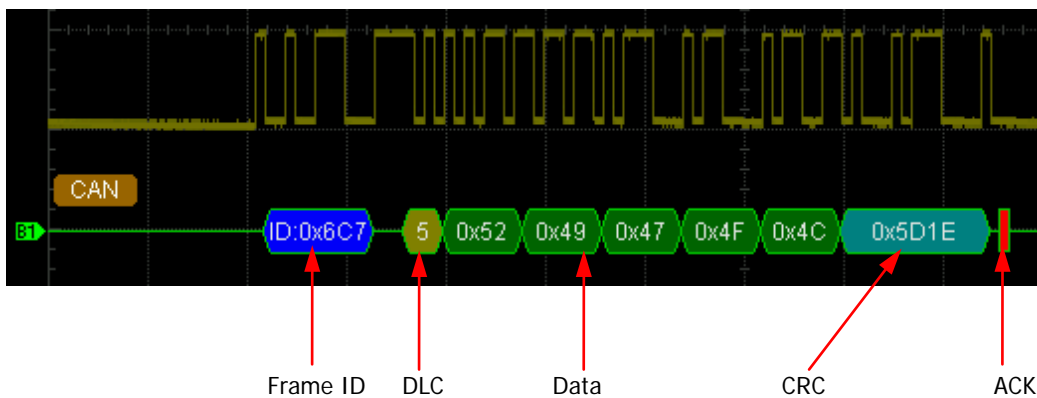 CAN
B1
ID:0x6C7 5 0x52 0x49 0x47 0x4F 0x4C 0x5D1E
Frame ID DLC Data CRC ACK